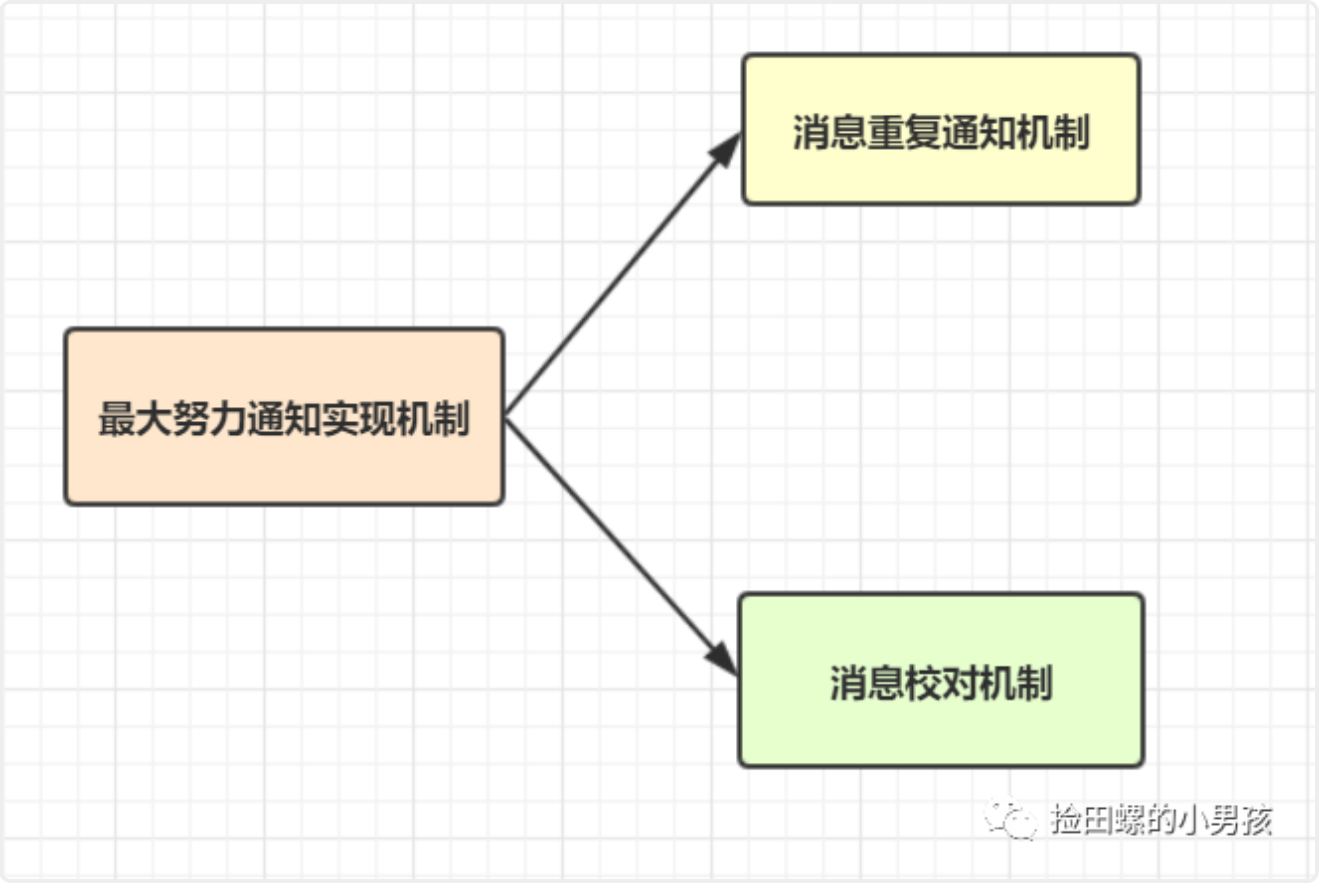 消息重复通知机制
最大努力通知实现机制
消息校对机制
捡田螺的小男孩